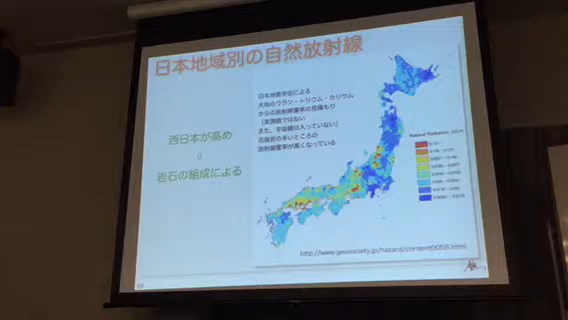 日本地域別の自然放射線
西日本が高め
岩石の組成による
日本地質学会による
大地のウラン・トリウム・カリウム
からの放射線量率の見積もり
（実測値ではない
また、宇宙線は入っていない）
花崗岩の多いところの
放射線量率が高くなっている
Natural Radiation
http://www.geosociety.jp/hazard/content0058.html